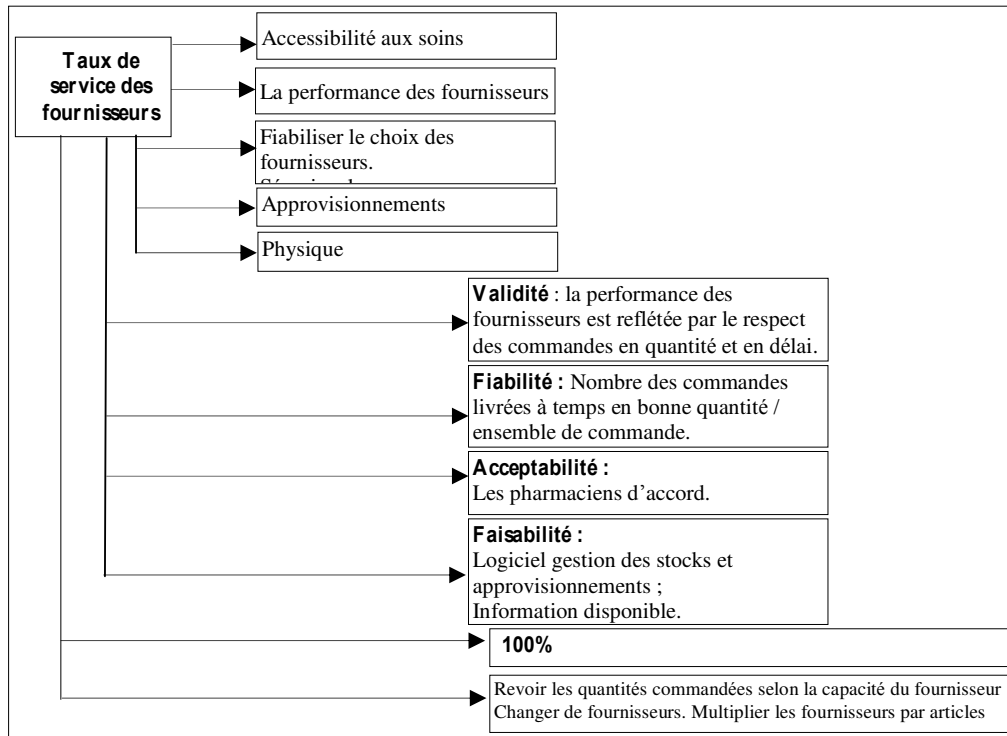 Taux de
service des
fournisseurs
Accessibilité aux soins
La performance des fournisseurs
Fiabiliser le choix des
fournisseurs.
Approvisionnements
Physique
Validité : la performance des
fournisseurs est reflétée par le respect
des commandes en quantité et en délai.
Fiabilité : Nombre des commandes
livrées à temps en bonne quantité /
ensemble de commande.
Acceptabilité :
Les pharmaciens d’accord.
Faisabilité :
Logiciel gestion des stocks et
approvisionnements ;
Information disponible.
100%
Revoir les quantités commandées selon la capacité du fournisseur
Changer de fournisseurs. Multiplier les fournisseurs par articles